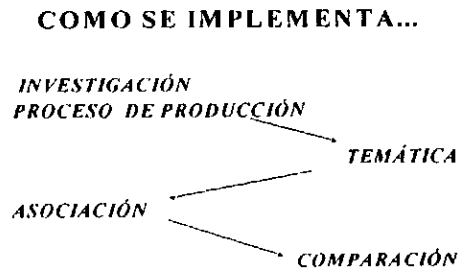 COMO SE IMPLEMENTA...
INVESTIGACIÓN
PROCESO DE PRODUCCIÓN
TEMÁTICA
ASOCIACIÓN
COMPARACIÓN